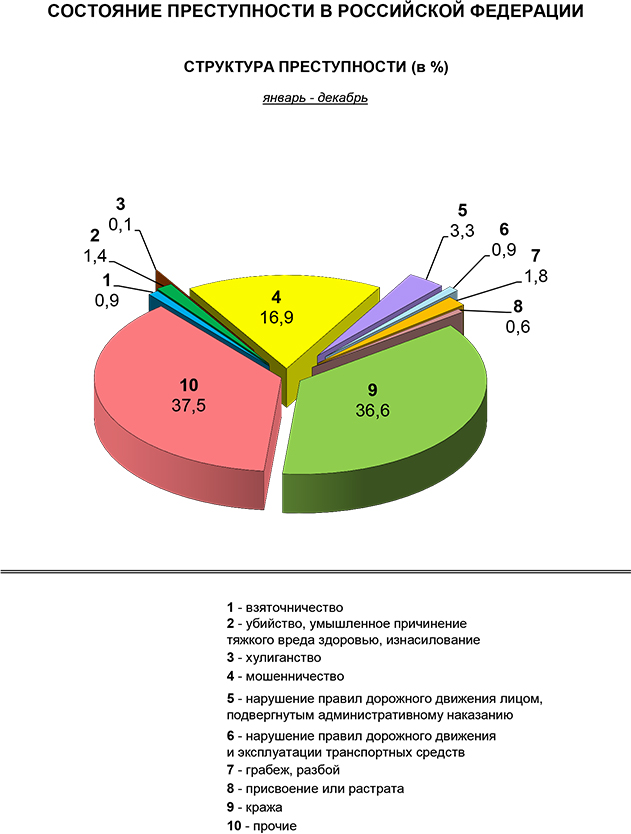 СОСТОЯНИЕ ПРЕСТУПНОСТИ В РОССИЙСКОЙ ФЕДЕРАЦИИ
СТРУКТУРА ПРЕСТУПНОСТИ (в %)
январь - декабрь
3
0,1
2
1,4
1
0,9
4
16,9
5
3,3
6
0,9
7
1,8
8
0,6
10
37,5
9
36,6
1 - взяточничество
2 - убийство, умышленное причинение
тяжкого вреда здоровью, изнасилование
3 - хулиганство
4 - мошенничество
5 - нарушение правил дорожного движения лицом,
подвергнутым административному наказанию
6 - нарушение правил дорожного движения
и эксплуатации транспортных средств
7 - грабеж, разбой
8 - присвоение или растрата
9 - кража
10 - прочие